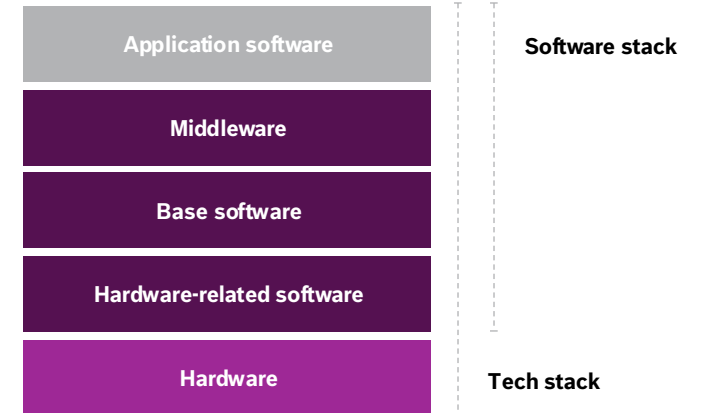 Application software
Software stack
Middleware
Base software
Hardware-related software
Hardware
Tech stack